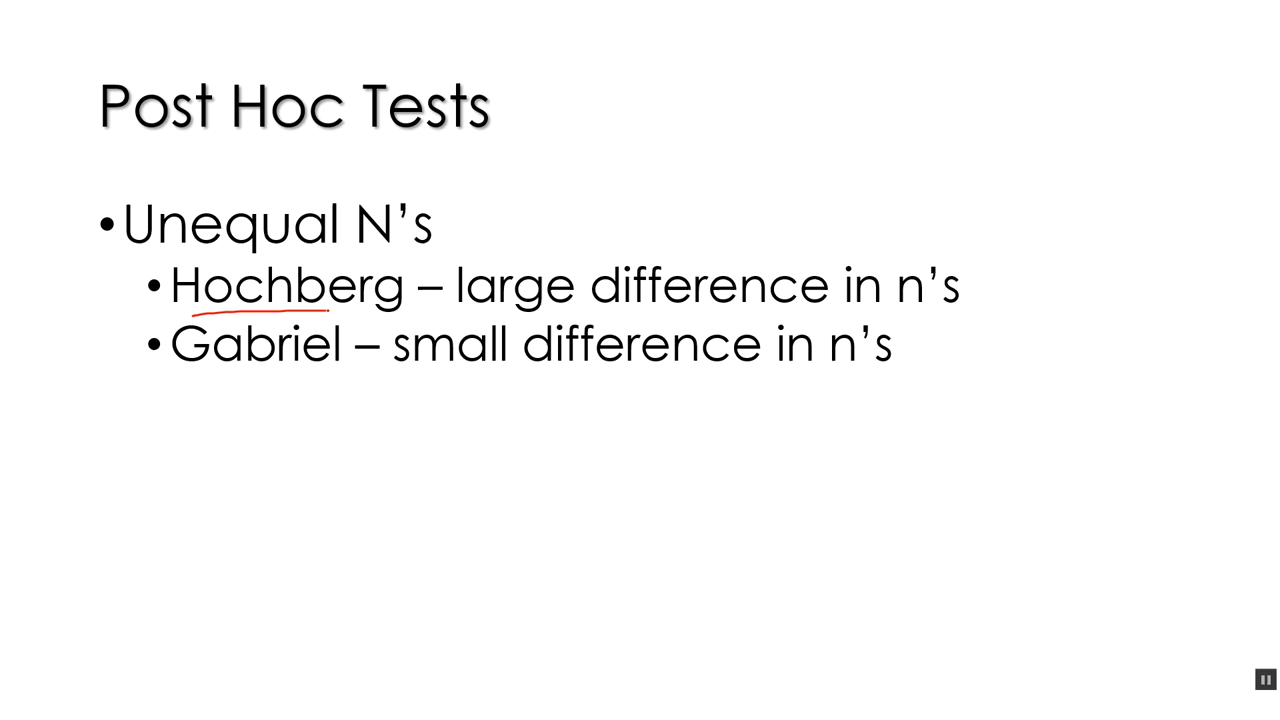 Post Hoc Tests
•Unequal N’s
•Hochberg – large difference in n’s
•Gabriel – small difference in n’s